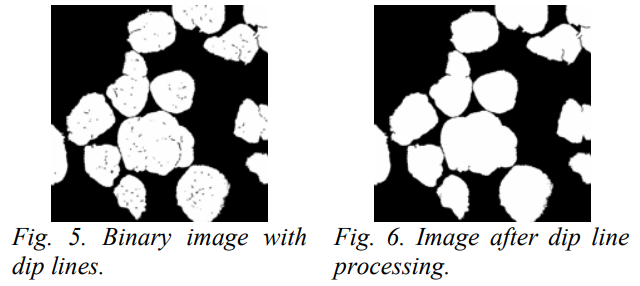 Fig. 5. Binary image with
dip lines.
Fig. 6. Image after dip line
processing.